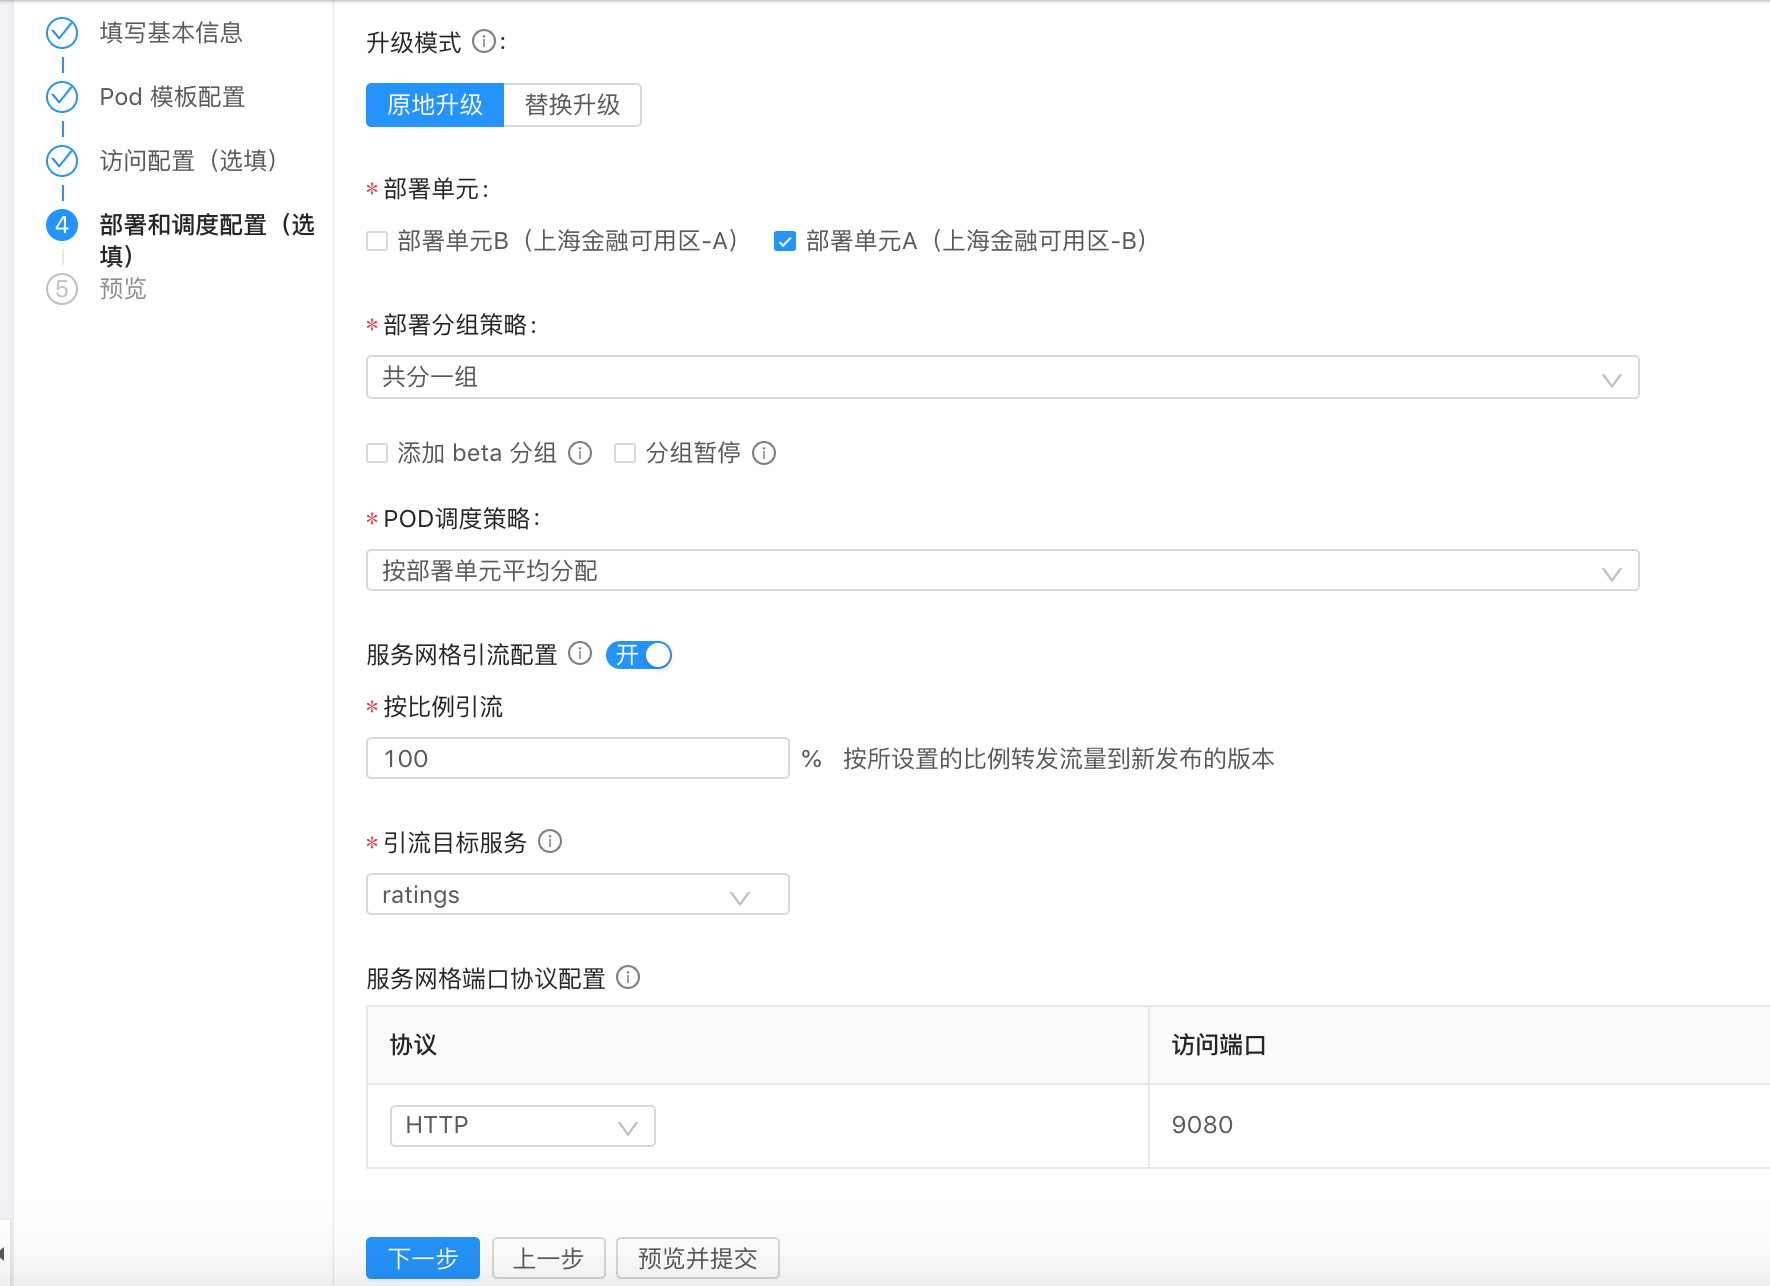 填写基本信息
Pod 模板配置
访问配置（选填）
4 部署和调度配置（选
填）
5 预览
升级模式 :
原地升级 替换升级
* 部署单元:
部署单元B（上海金融可用区-A） 部署单元A（上海金融可用区-B）
* 部署分组策略:
共分一组
添加 beta 分组 分组暂停
* POD调度策略:
按部署单元平均分配
服务网格引流配置 开
* 按比例引流
100 % 按所设置的比例转发流量到新发布的版本
* 引流目标服务
ratings
服务网格端口协议配置
协议 访问端口
HTTP 9080
下一步 上一步 预览并提交